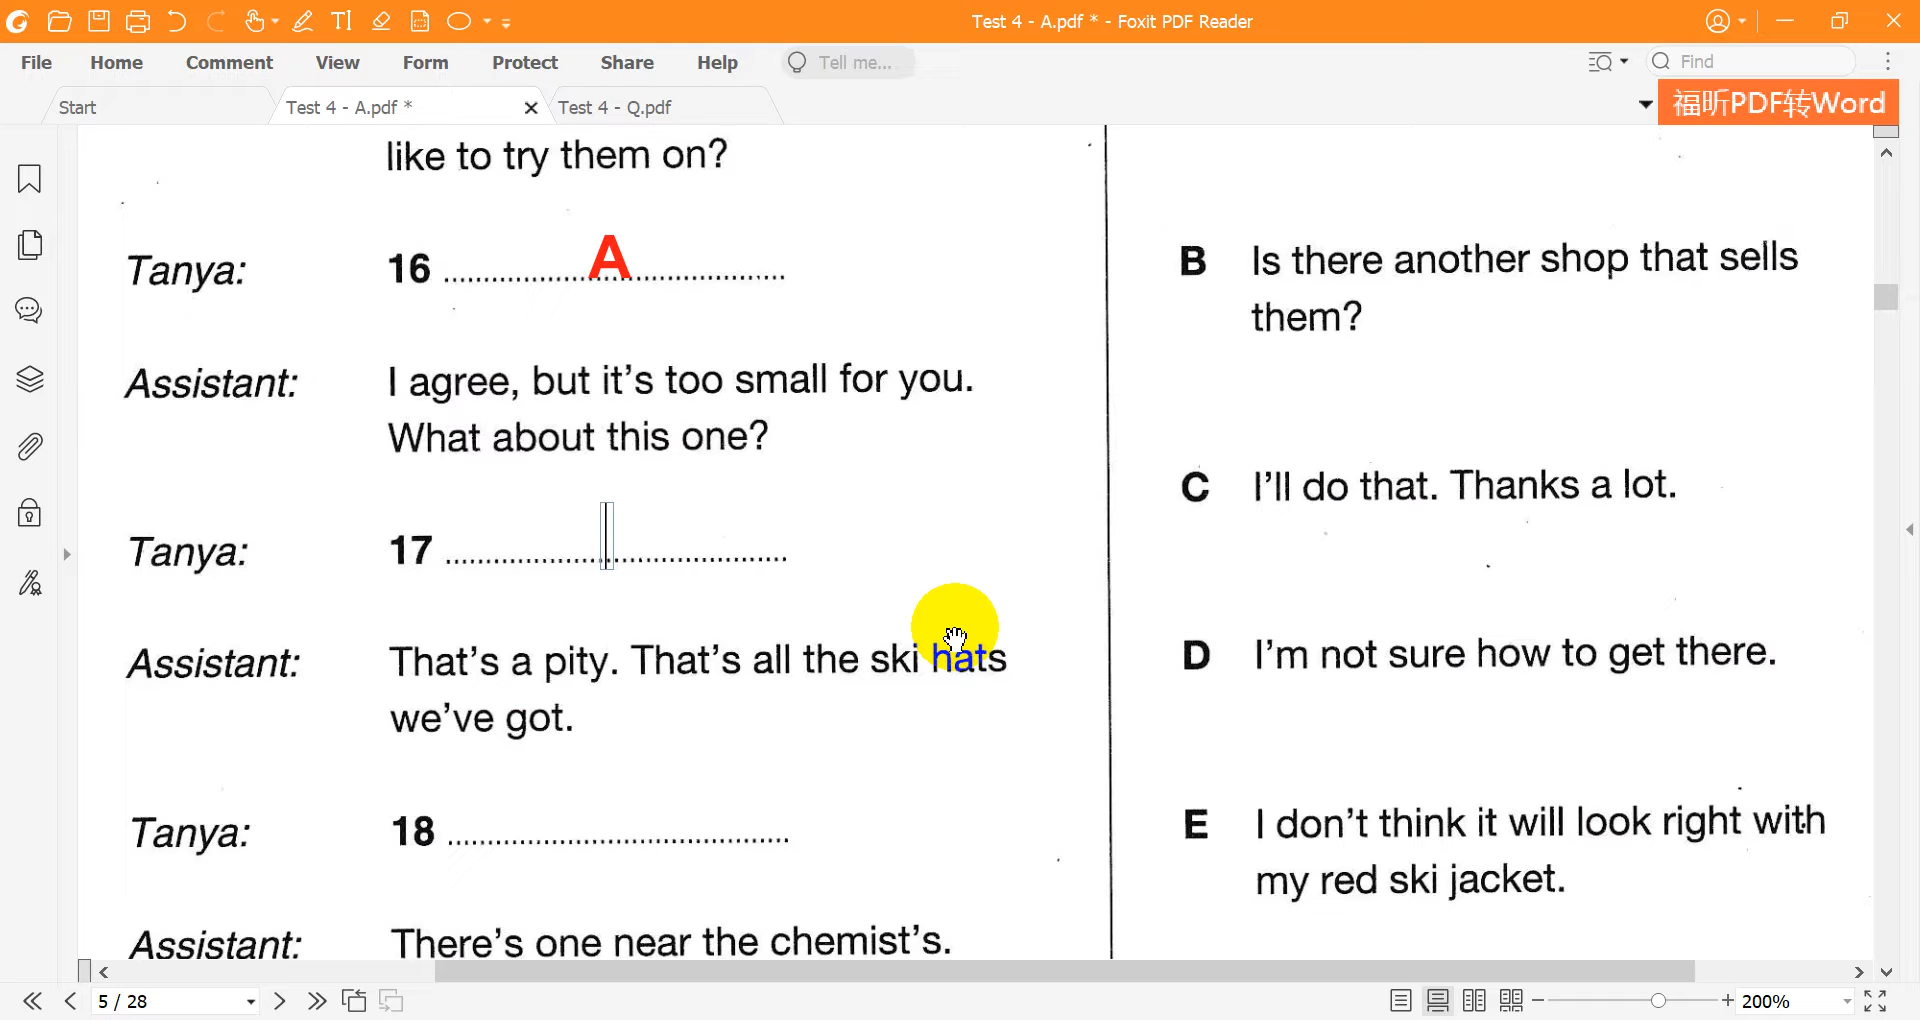 Test 4 - A.pdf * - Foxit PDF Reader
File Home Comment View Form Protect Share Help Tell me... Find
Start Test 4 - A.pdf * Test 4 - Q.pdf 福昕PDF转Word
like to try them on?
Tanya: 16 A
Assistant: I agree, but it's too small for you.
What about this one?
Tanya: 17
Assistant: That's a pity. That's all the ski hats
we've got.
Tanya: 18
Assistant: There's one near the chemist's.
B Is there another shop that sells
them?
C I'll do that. Thanks a lot.
D I'm not sure how to get there.
E I don't think it will look right with
my red ski jacket.
5 / 28 200%